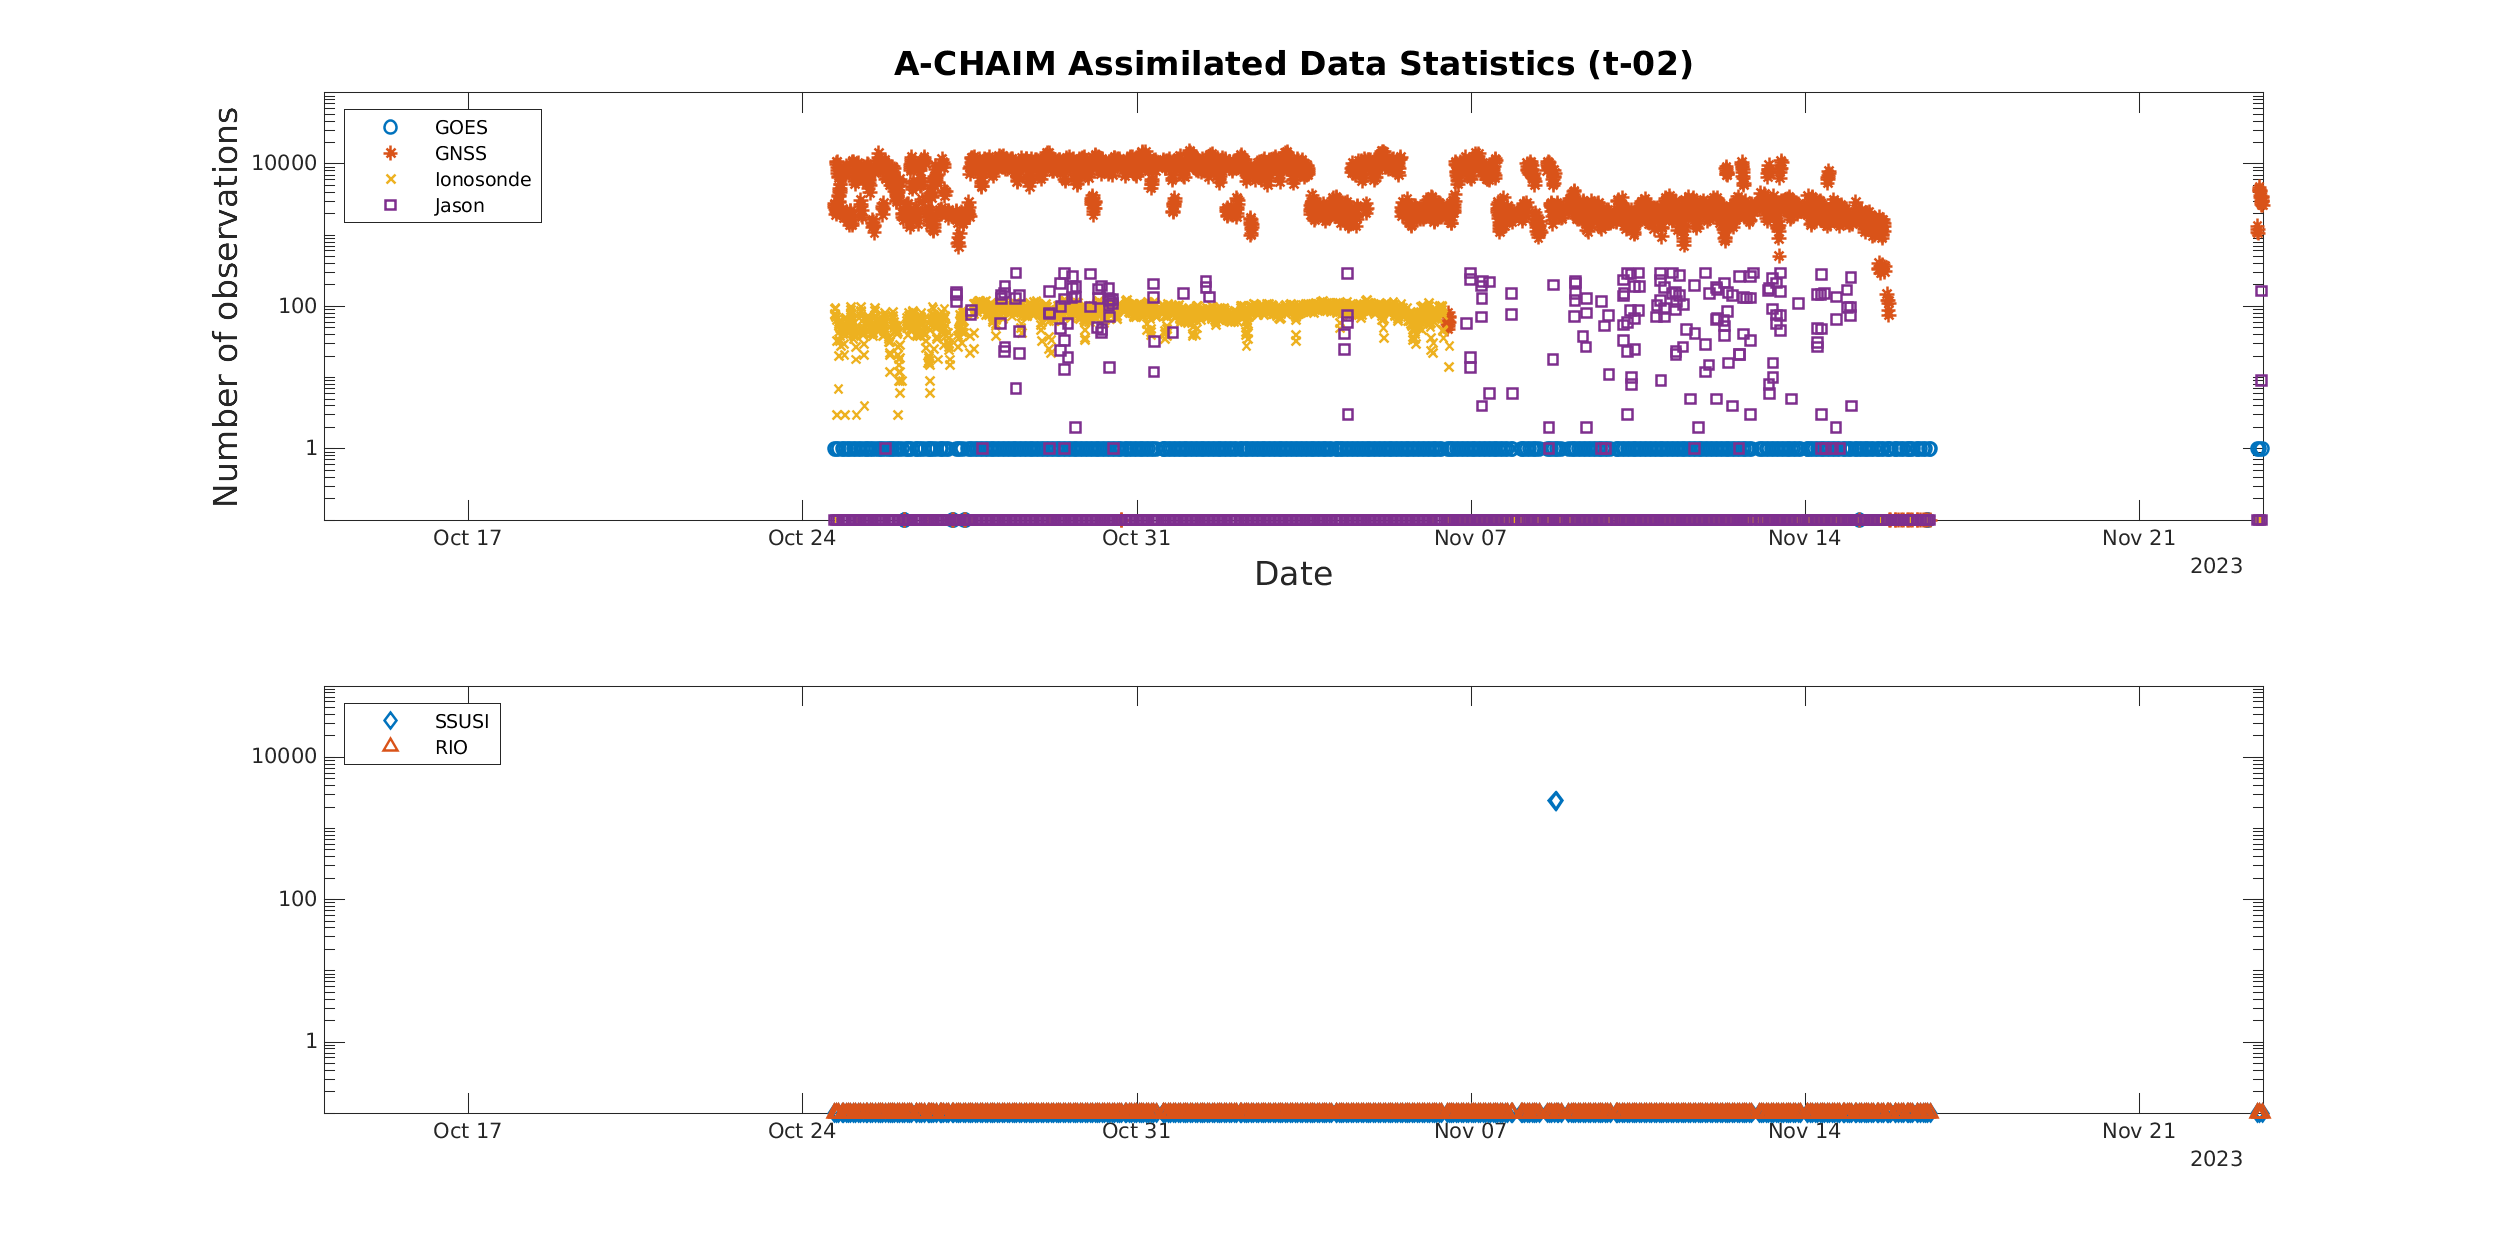 A-CHAIM Assimilated Data Statistics (t-02)
Number of observations
10000
100
1
GOES
GNSS
Ionosonde
Jason
Oct 17
Oct 24
Oct 31
Nov 07
Nov 14
Nov 21
2023
Date
10000
100
1
SSUSI
RIO
Oct 17
Oct 24
Oct 31
Nov 07
Nov 14
Nov 21
2023